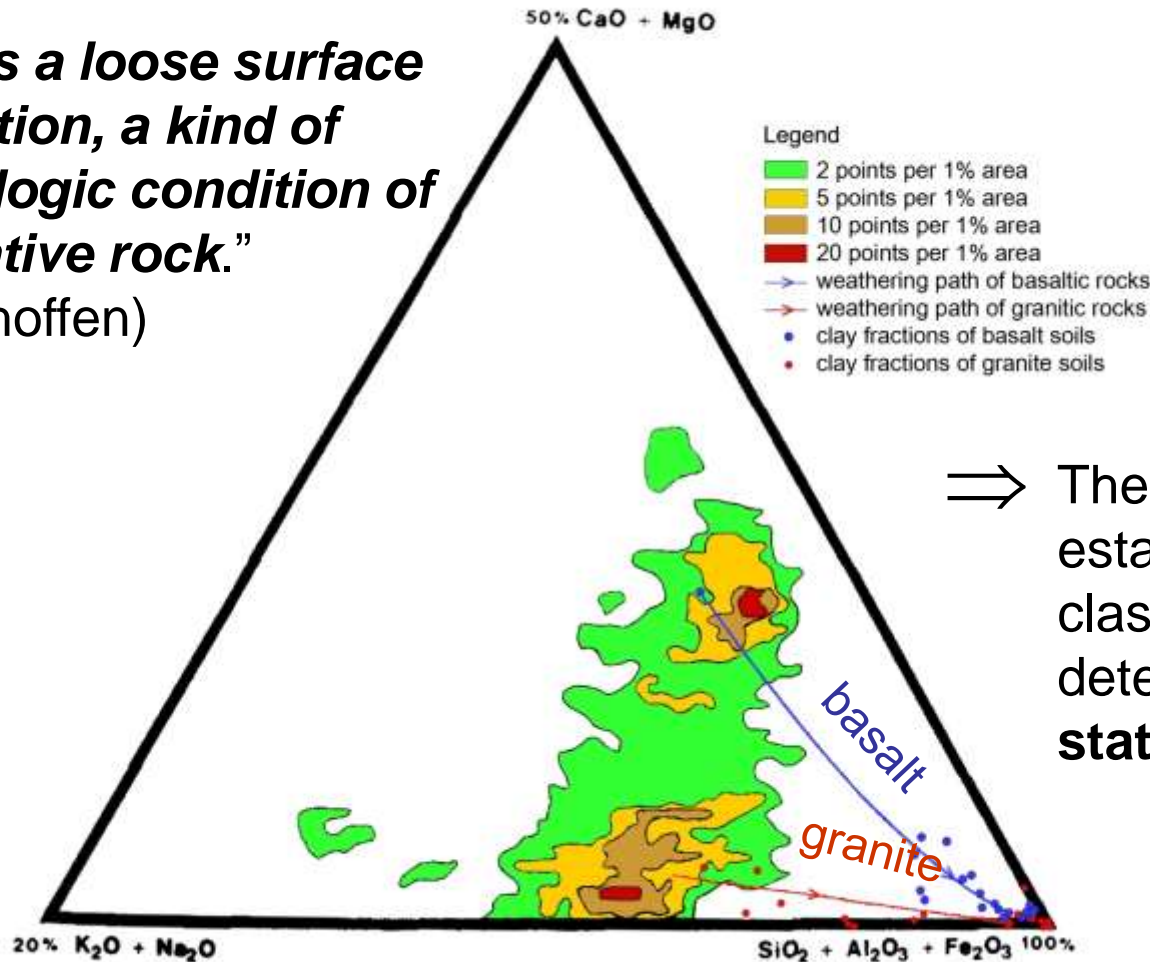 50% CaO + MgO
s a loose surface
tion, a kind of
logic condition of
tive rock.”
hoffen)
Legend
2 points per 1% area
5 points per 1% area
10 points per 1% area
20 points per 1% area
weathering path of basaltic rocks
weathering path of granitic rocks
clay fractions of basalt soils
clay fractions of granite soils
⇒ The
esta
clas
dete
stat
basalt
granite
20% K₂O + Na₂O
SiO₂ + Al₂O₃ + Fe₂O₃ 100%